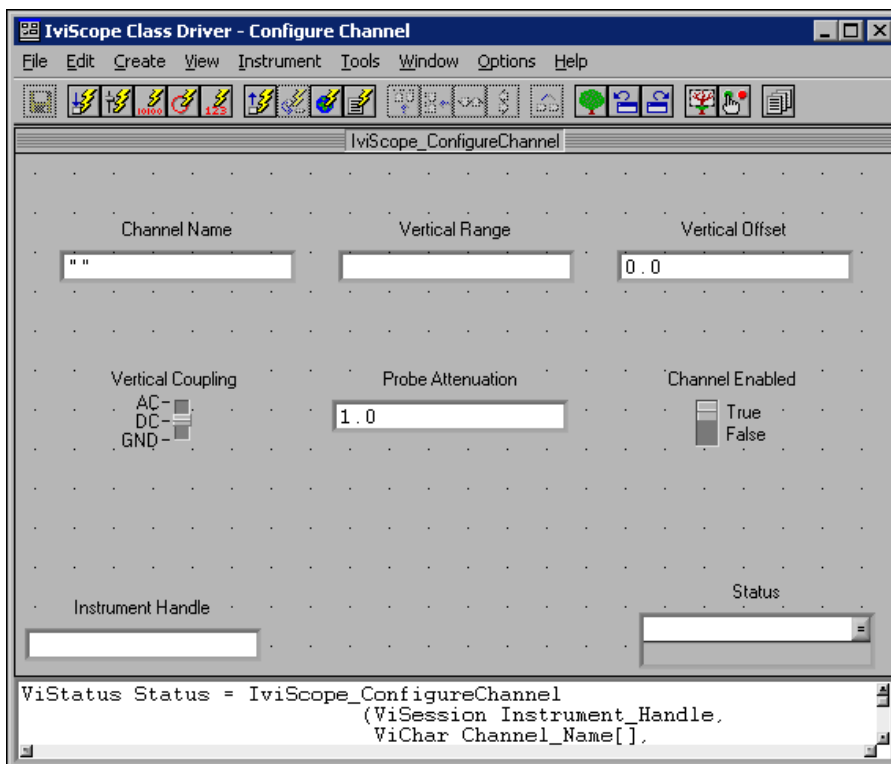 IviScope Class Driver - Configure Channel
File Edit Create View Instrument Tools Window Options Help
10100 123
IviScope_ConfigureChannel
Channel Name Vertical Range Vertical Offset
" " 0.0
Vertical Coupling Probe Attenuation Channel Enabled
AC
DC
GND
1.0
True
False
Instrument Handle Status
=
ViStatus Status = IviScope_ConfigureChannel
(ViSession Instrument_Handle,
ViChar Channel_Name[],